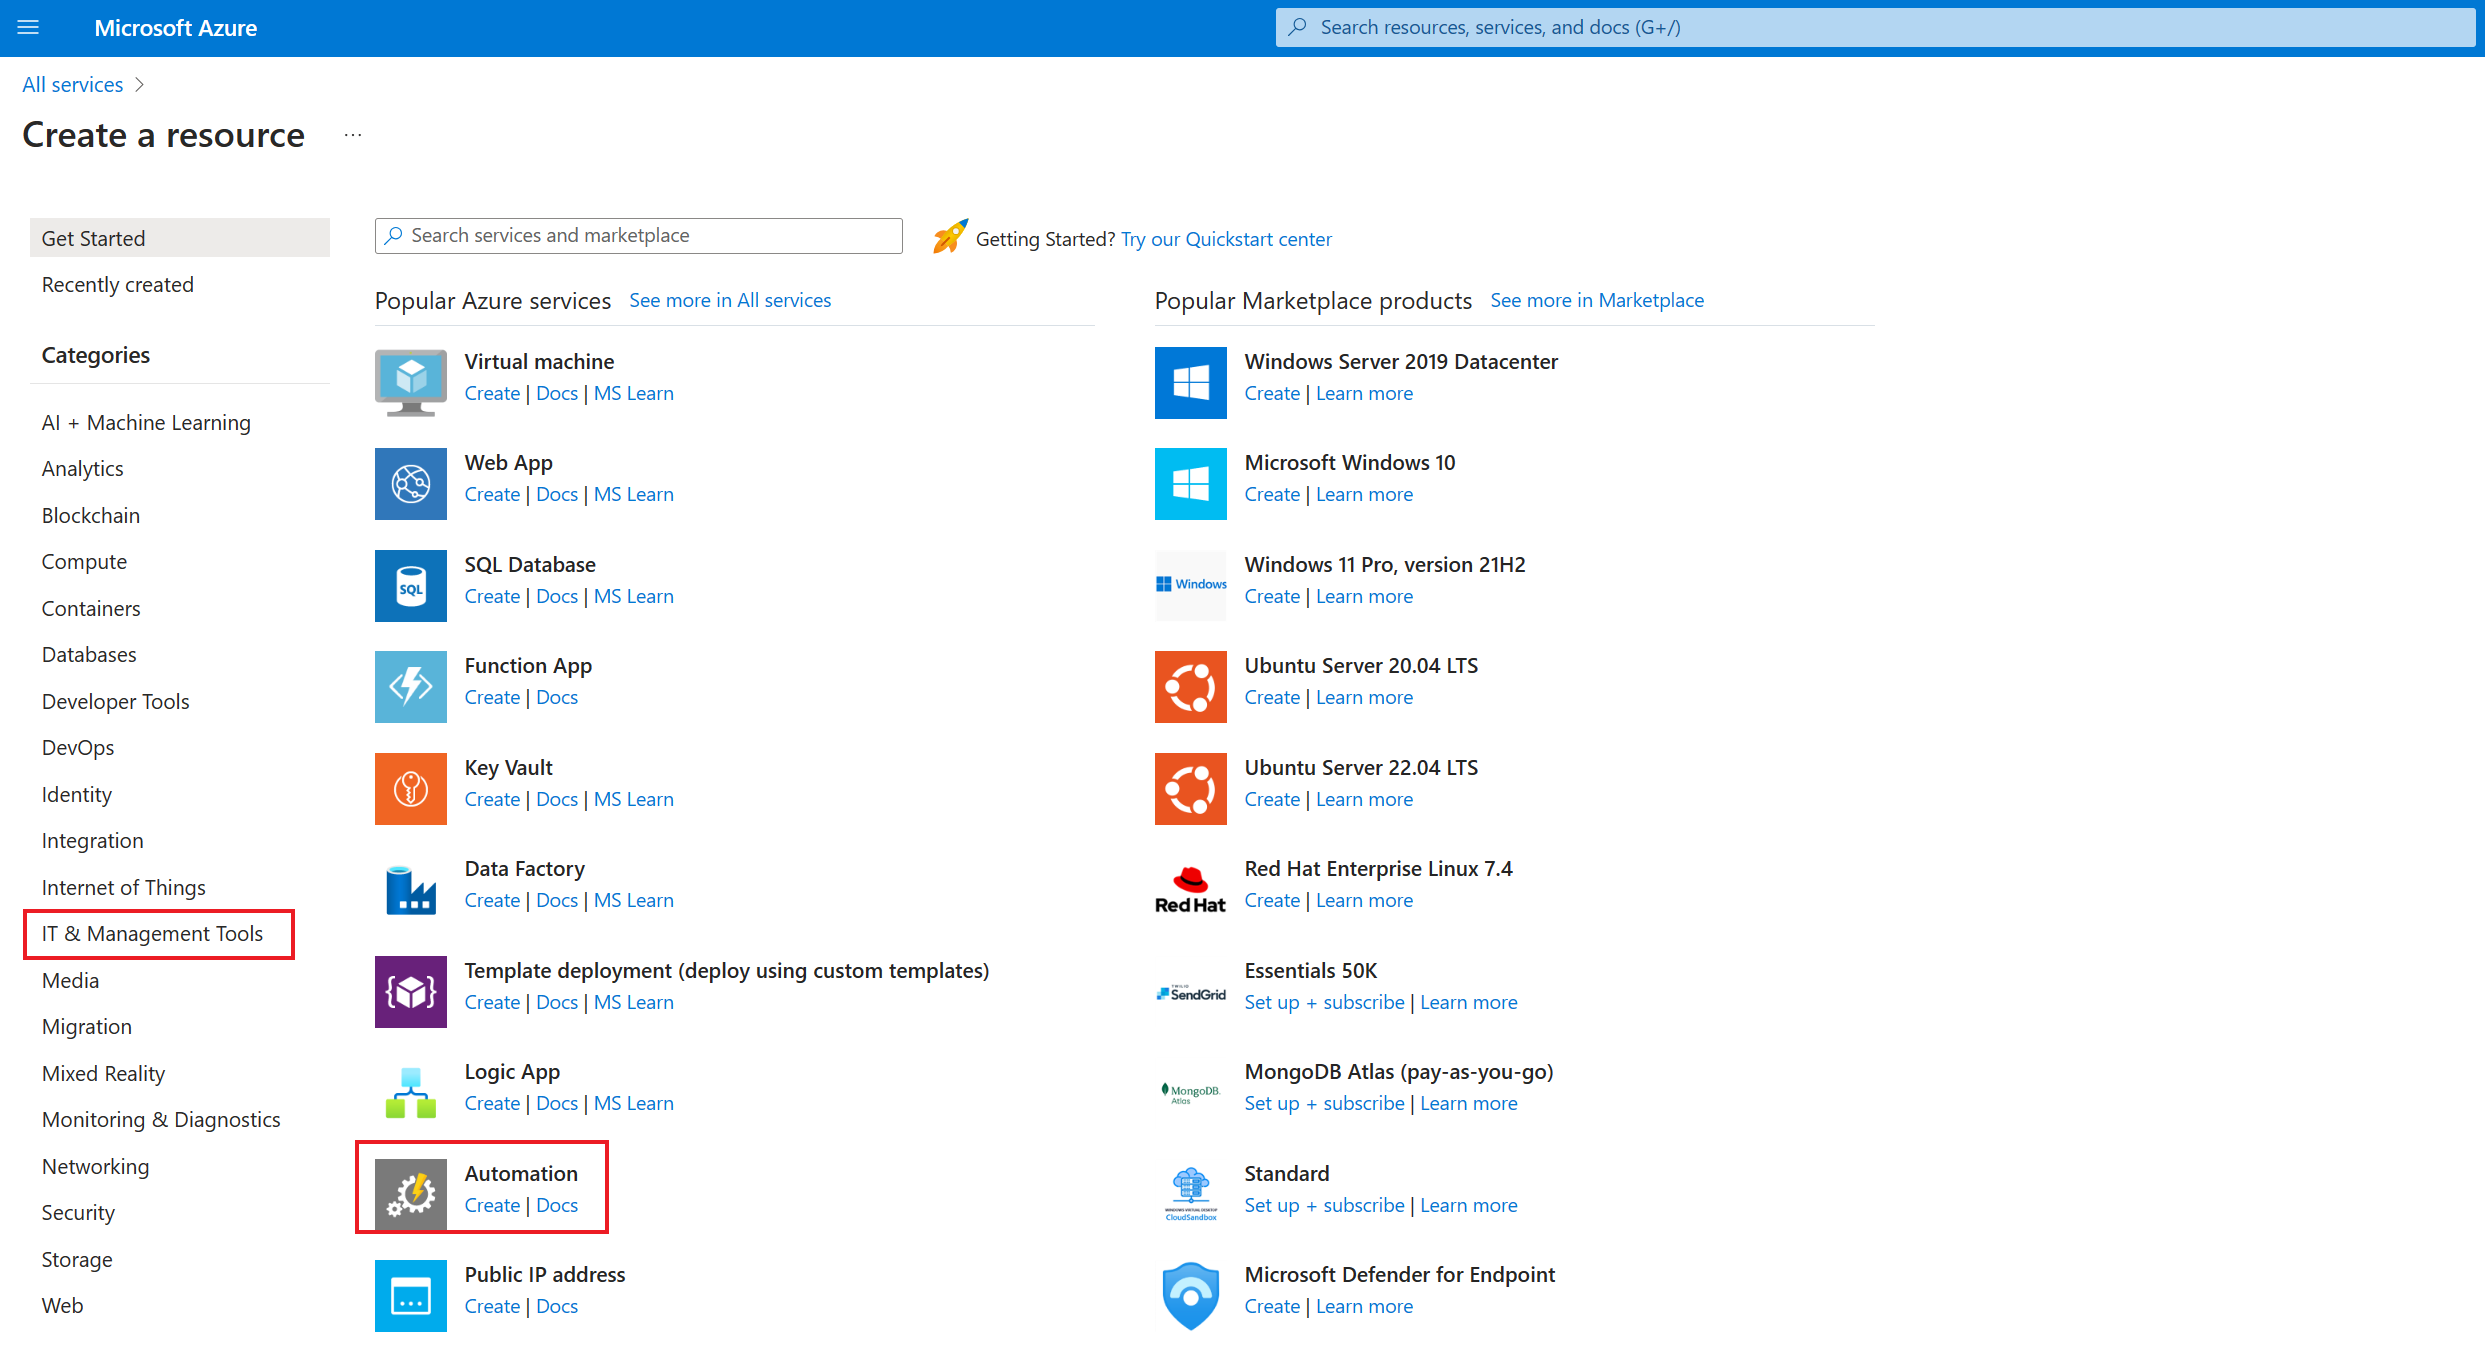 Microsoft Azure
Search resources, services, and docs (G+/)
All services
Create a resource
...
Get Started
Recently created
Categories
AI + Machine Learning
Analytics
Blockchain
Compute
Containers
Databases
Developer Tools
DevOps
Identity
Integration
Internet of Things
IT & Management Tools
Media
Migration
Mixed Reality
Monitoring & Diagnostics
Networking
Security
Storage
Web
Search services and marketplace
Getting Started? Try our Quickstart center
Popular Azure services See more in All services
Virtual machine
Create | Docs | MS Learn
Web App
Create | Docs | MS Learn
SQL
SQL Database
Create | Docs | MS Learn
Function App
Create | Docs
Key Vault
Create | Docs | MS Learn
Data Factory
Create | Docs | MS Learn
Template deployment (deploy using custom templates)
Create | Docs | MS Learn
Logic App
Create | Docs | MS Learn
Automation
Create | Docs
Public IP address
Create | Docs
Popular Marketplace products See more in Marketplace
Windows Server 2019 Datacenter
Create | Learn more
Microsoft Windows 10
Create | Learn more
Windows
Windows 11 Pro, version 21H2
Create | Learn more
Ubuntu Server 20.04 LTS
Create | Learn more
Ubuntu Server 22.04 LTS
Create | Learn more
Red Hat
Red Hat Enterprise Linux 7.4
Create | Learn more
TWILIO
SendGrid
Essentials 50K
Set up + subscribe | Learn more
MongoDB.
Atlas
MongoDB Atlas (pay-as-you-go)
Set up + subscribe | Learn more
WINDOWS VIRTUAL DESKTOP
CloudSandbox
Standard
Set up + subscribe | Learn more
Microsoft Defender for Endpoint
Create | Learn more